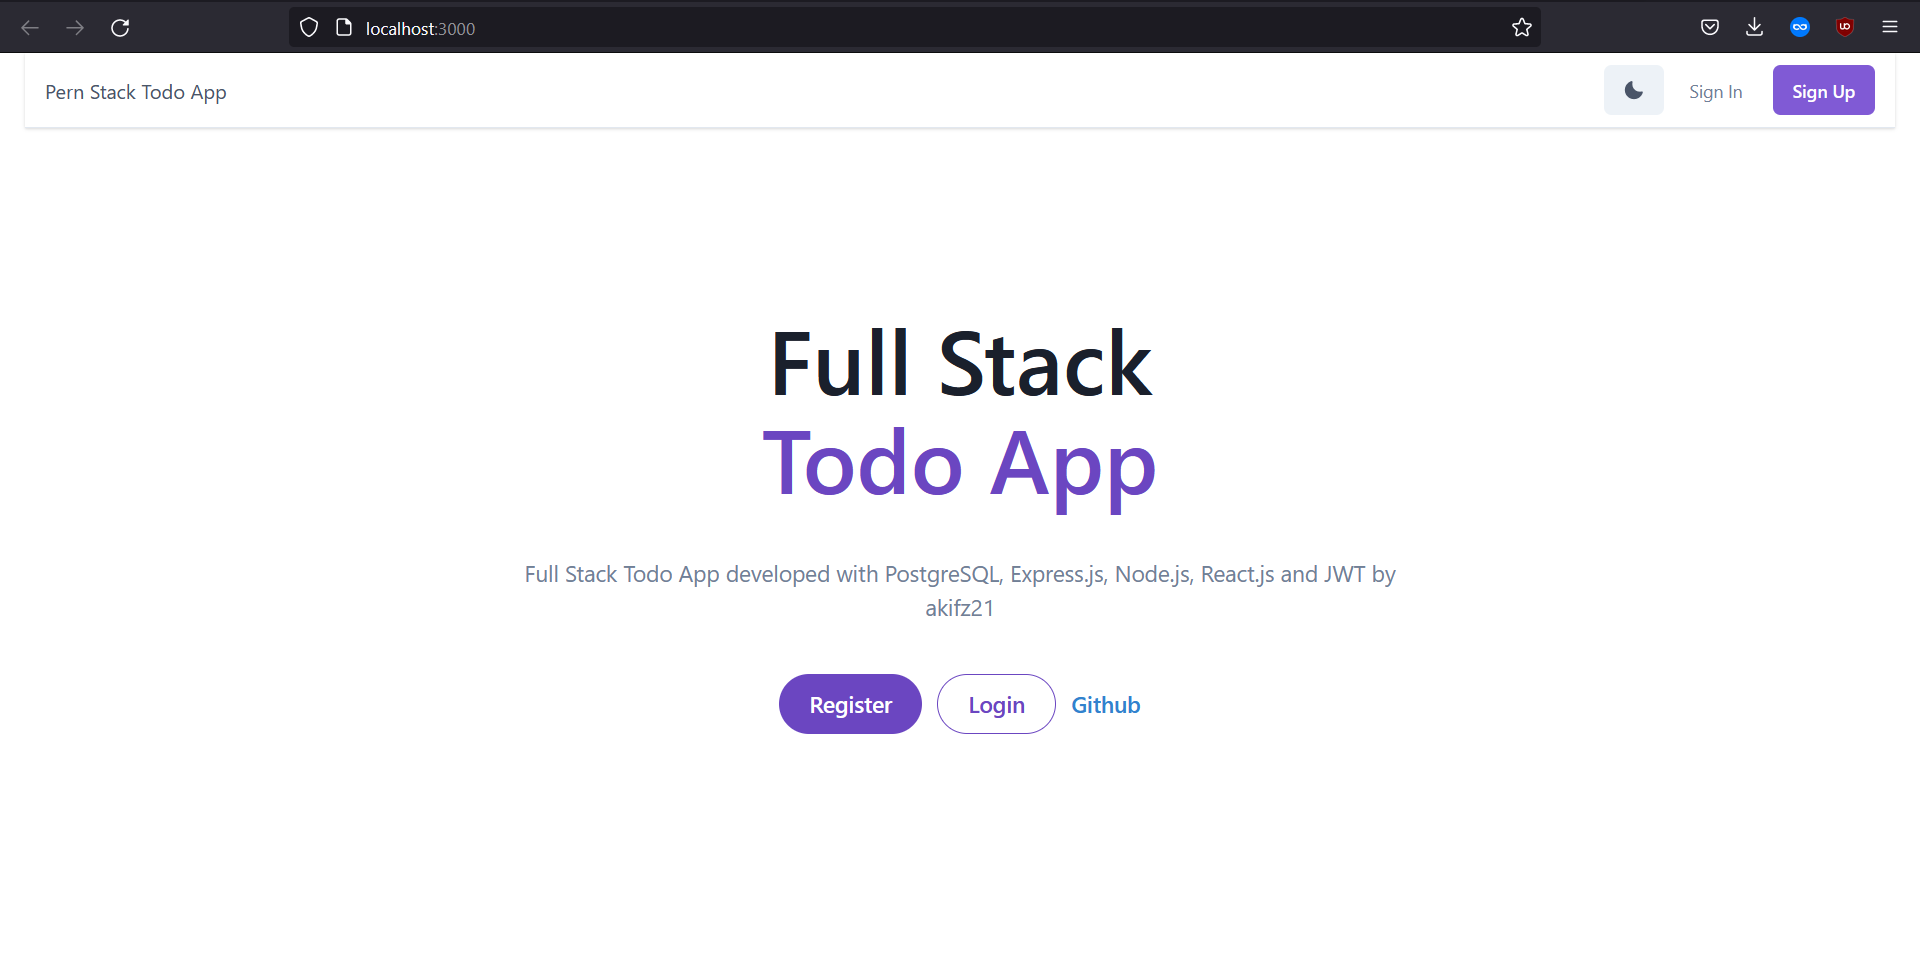 localhost:3000
Pern Stack Todo App
Sign In
Sign Up
Full Stack
Todo App
Full Stack Todo App developed with PostgreSQL, Express.js, Node.js, React.js and JWT by
akifz21
Register
Login
Github